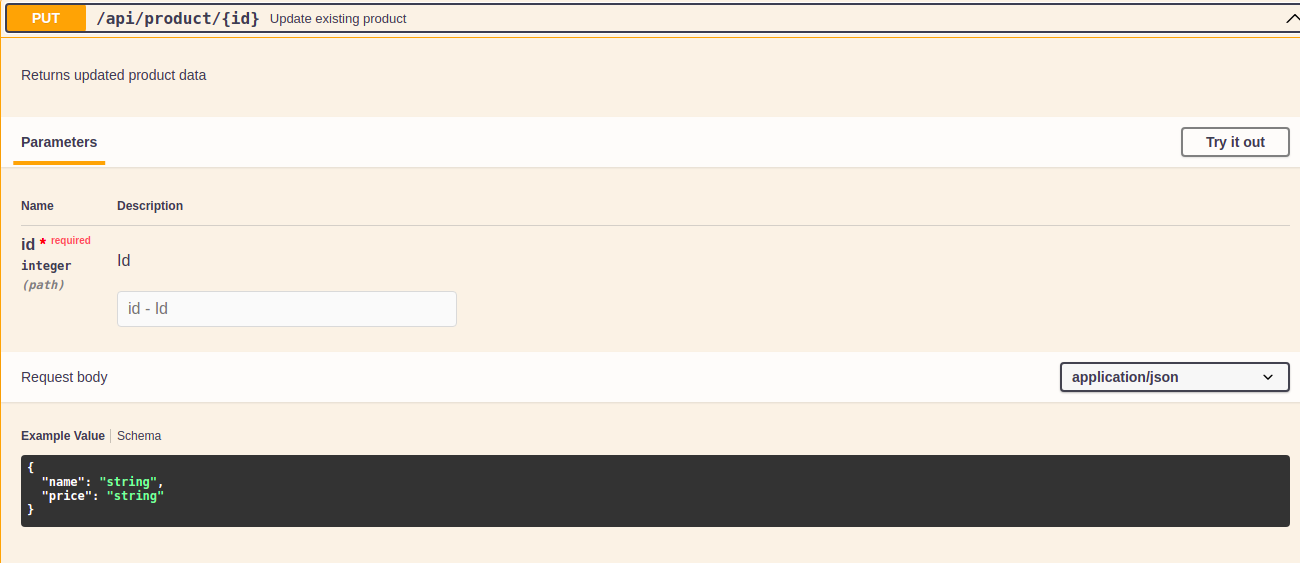 PUT /api/product/{id} Update existing product
Returns updated product data
Parameters Try it out
Name Description
id * required
integer
(path)
Id
id - Id
Request body application/json
Example Value Schema
{
  "name": "string",
  "price": "string"
}